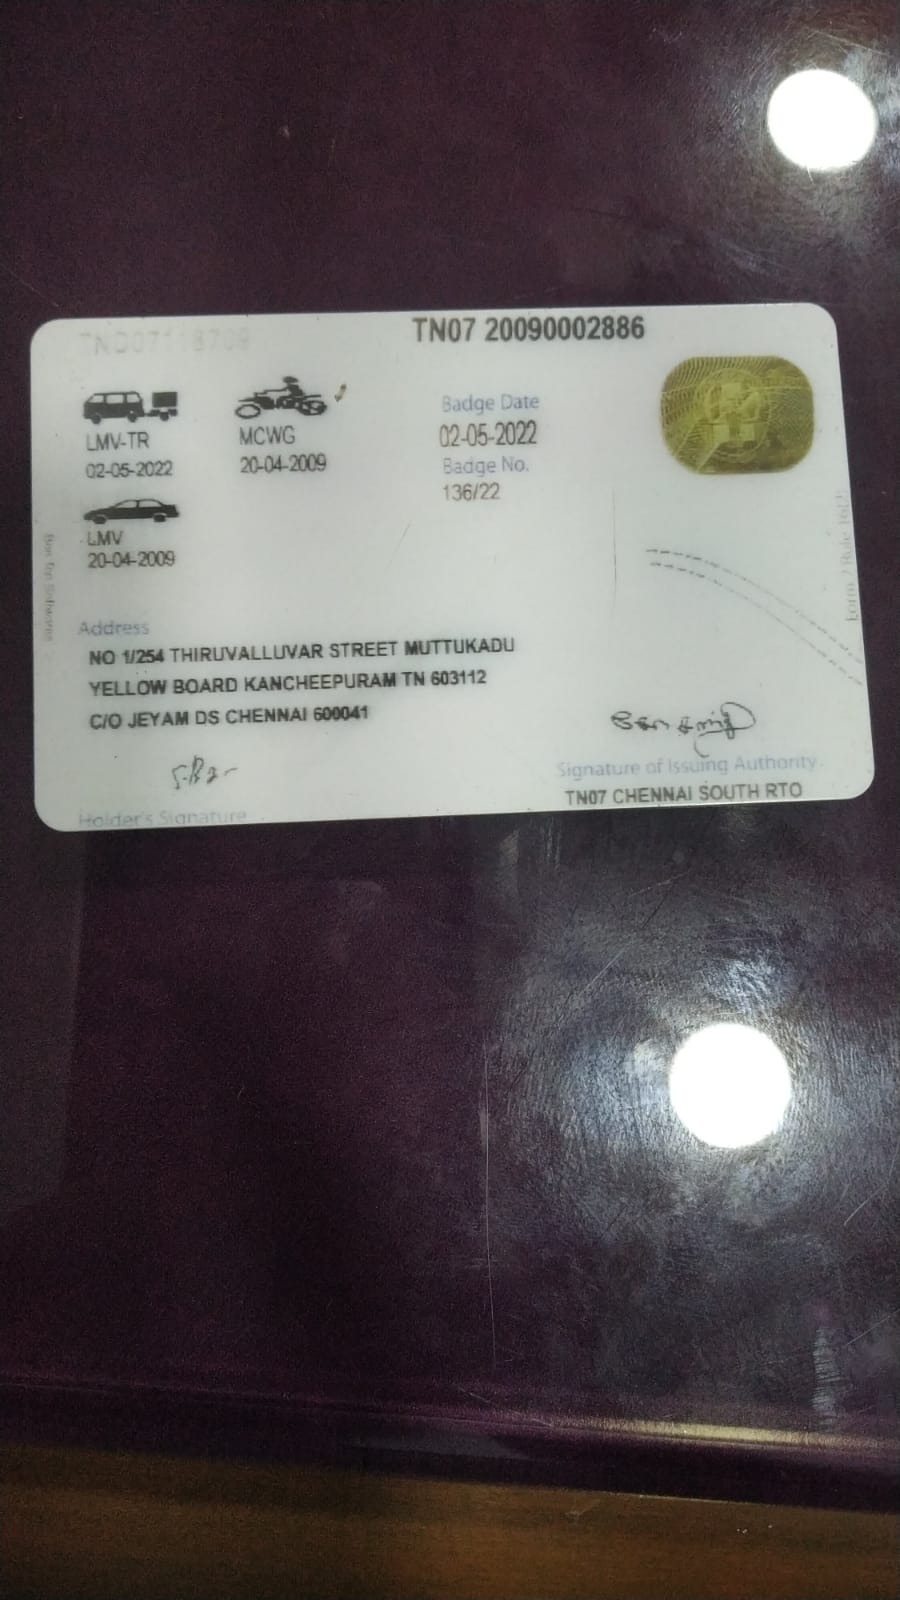 TN07 20090002886
LMV-TR
02-05-2022
MCWG
20-04-2009
Badge Date
02-05-2022
Badge No.
136/22
LMV
20-04-2009
Address
NO 1/254 THIRUVALLUVAR STREET MUTTUKADU
YELLOW BOARD KANCHEEPURAM TN 603112
C/O JEYAM DS CHENNAI 600041
Holder's Signature
Signature of Issuing Authority
TN07 CHENNAI SOUTH RTO